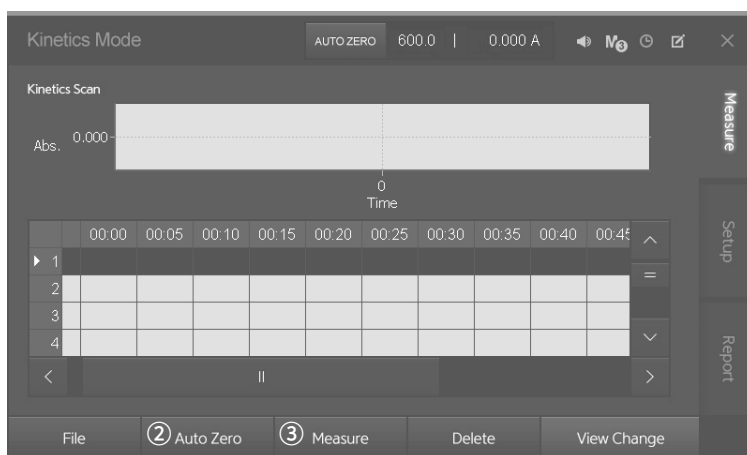 Kinetics Mode AUTO ZERO 600.0 | 0.000 A M3 ×
Kinetics Scan
Abs. 0.000
0
Time
00:00 00:05 00:10 00:15 00:20 00:25 00:30 00:35 00:40 00:45
1
2
3
4
Measure
Setup
Report
File ② Auto Zero ③ Measure Delete View Change